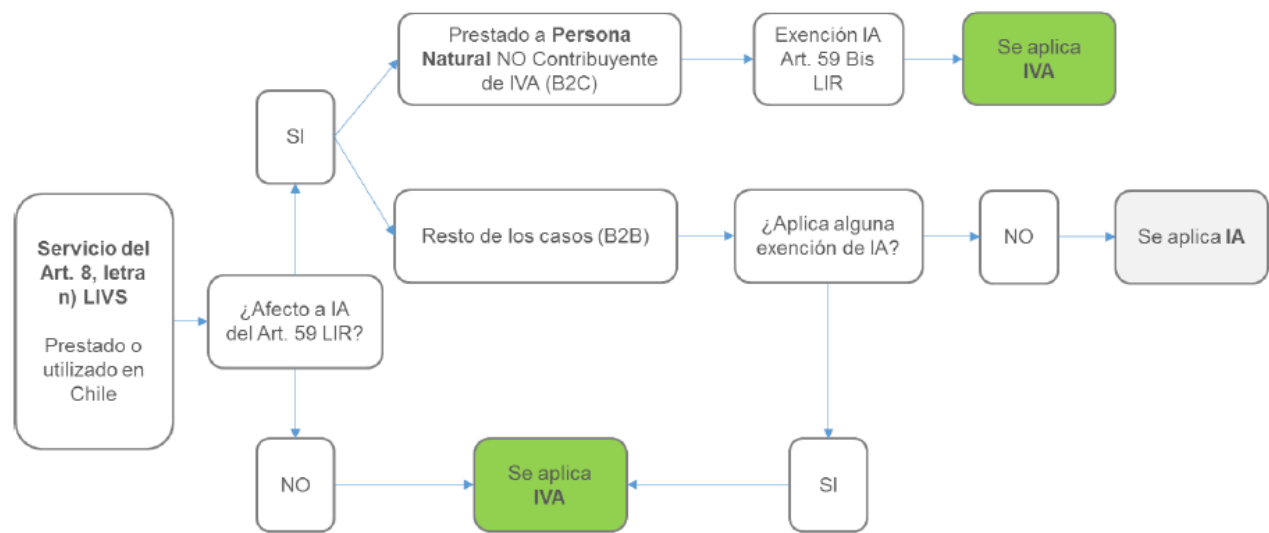 Servicio del
Art. 8, letra
n) LIVS
Prestado o
utilizado en
Chile
¿Afecto a IA
del Art. 59 LIR?
SI
Prestado a Persona
Natural NO Contribuyente
de IVA (B2C)
Exención IA
Art. 59 Bis
LIR
Se aplica
IVA
Resto de los casos (B2B)
¿Aplica alguna
exención de IA?
NO
Se aplica IA
NO
Se aplica
IVA
SI